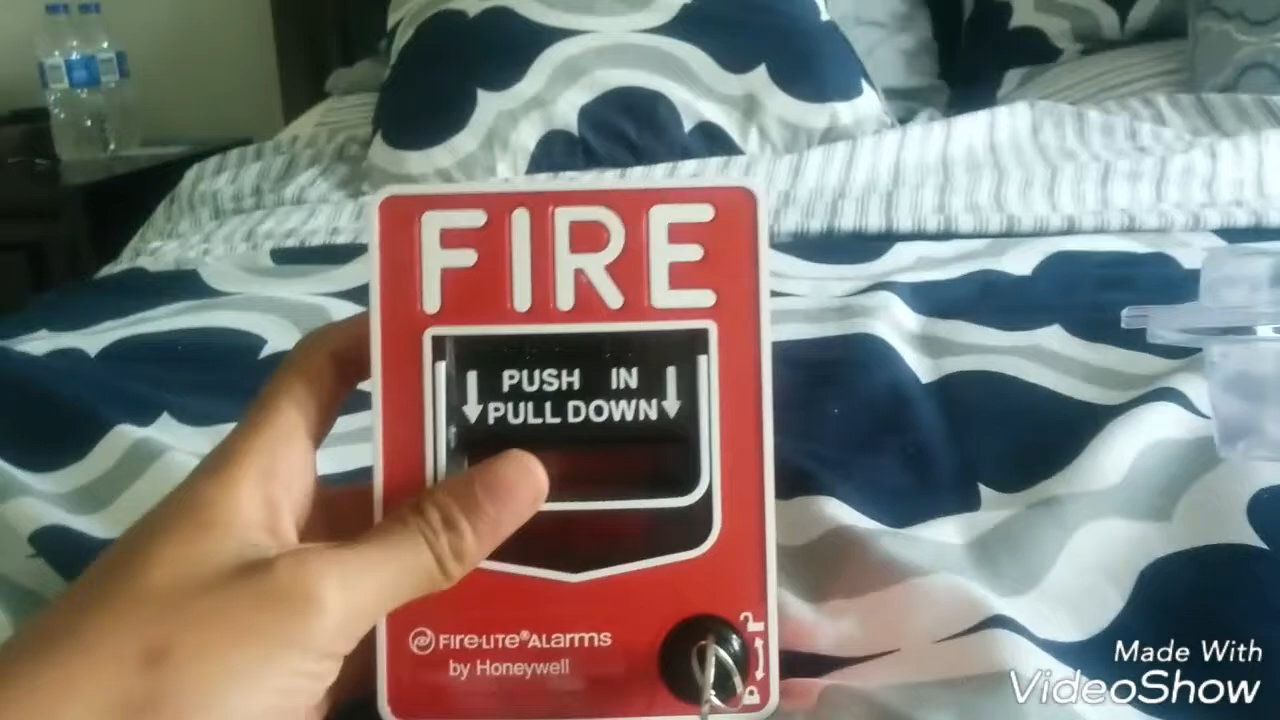 FIRE
PUSH IN
PULL DOWN
FIRE-LITE® ALARMS
by Honeywell
Made With
VideoShow